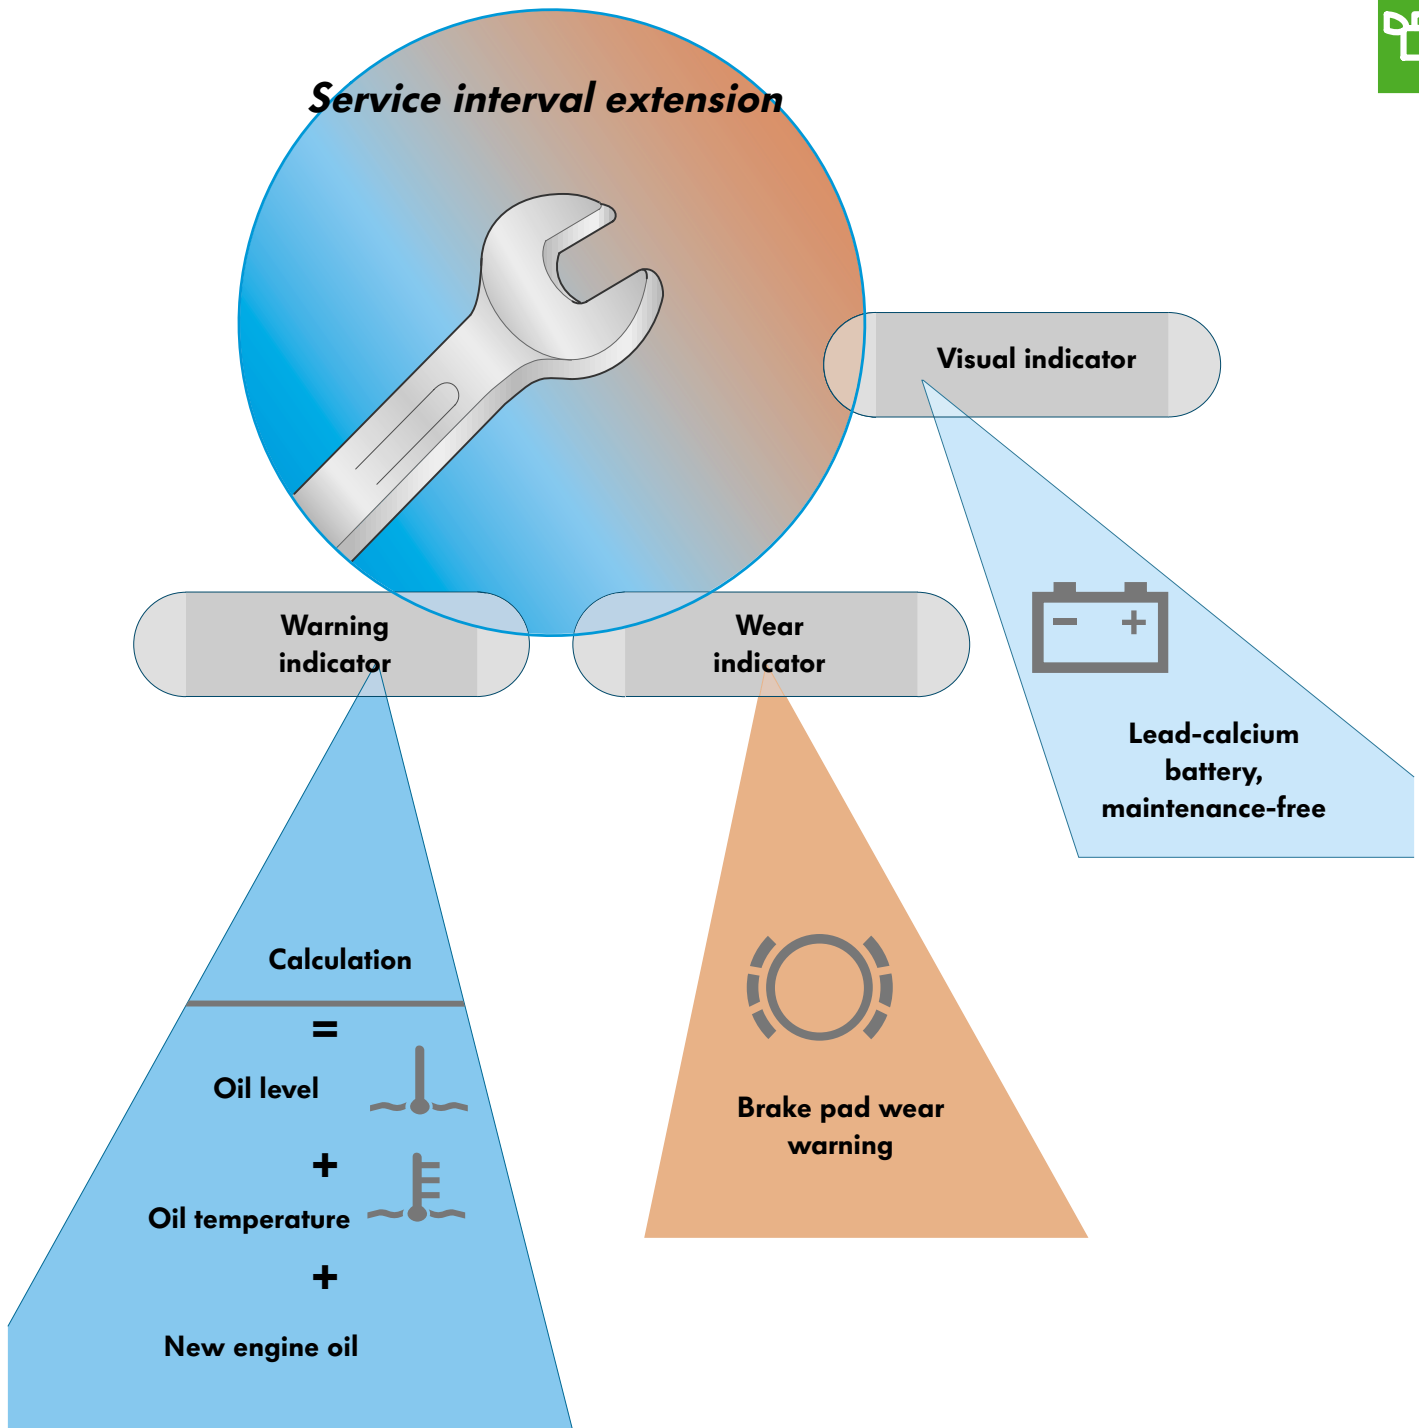 Service interval extension
Visual indicator
Warning
indicator
Wear
indicator
- +
Lead-calcium
battery,
maintenance-free
Calculation
=
Oil level
+
Oil temperature
+
New engine oil
Brake pad wear
warning